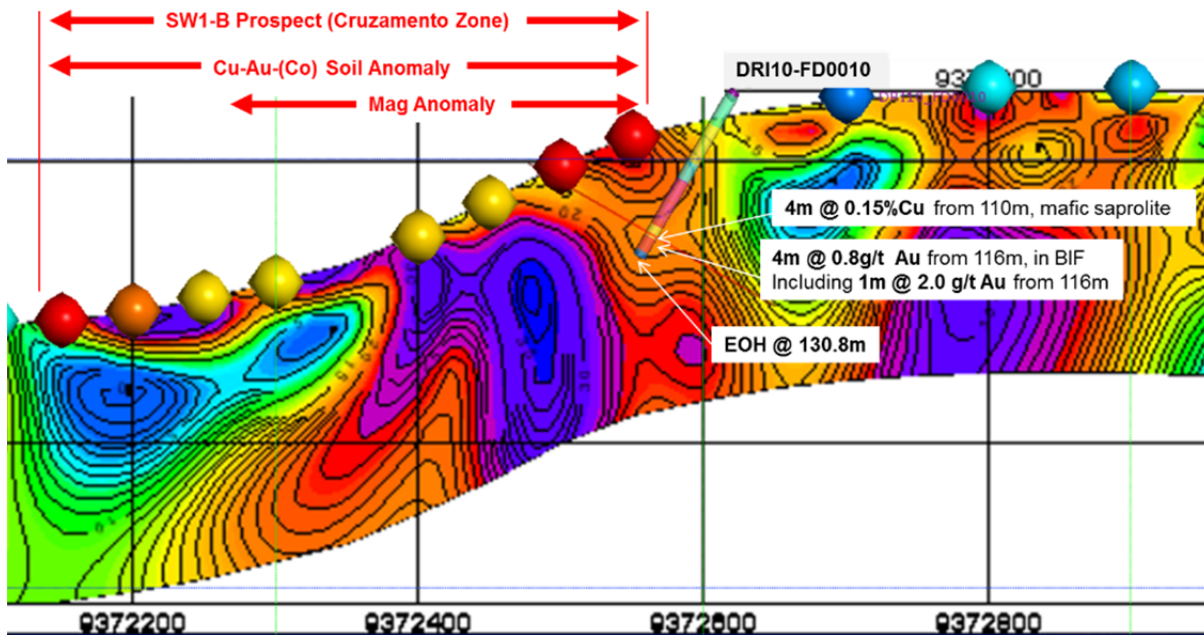 SW1-B Prospect (Cruzamento Zone)
Cu-Au-(Co) Soil Anomaly
Mag Anomaly
DRI10-FD0010
4m @ 0.15%Cu from 110m, mafic saprolite
4m @ 0.8g/t Au from 116m, in BIF
Including 1m @ 2.0 g/t Au from 116m
EOH @ 130.8m
20
9372200
9372400
9372600
9372800